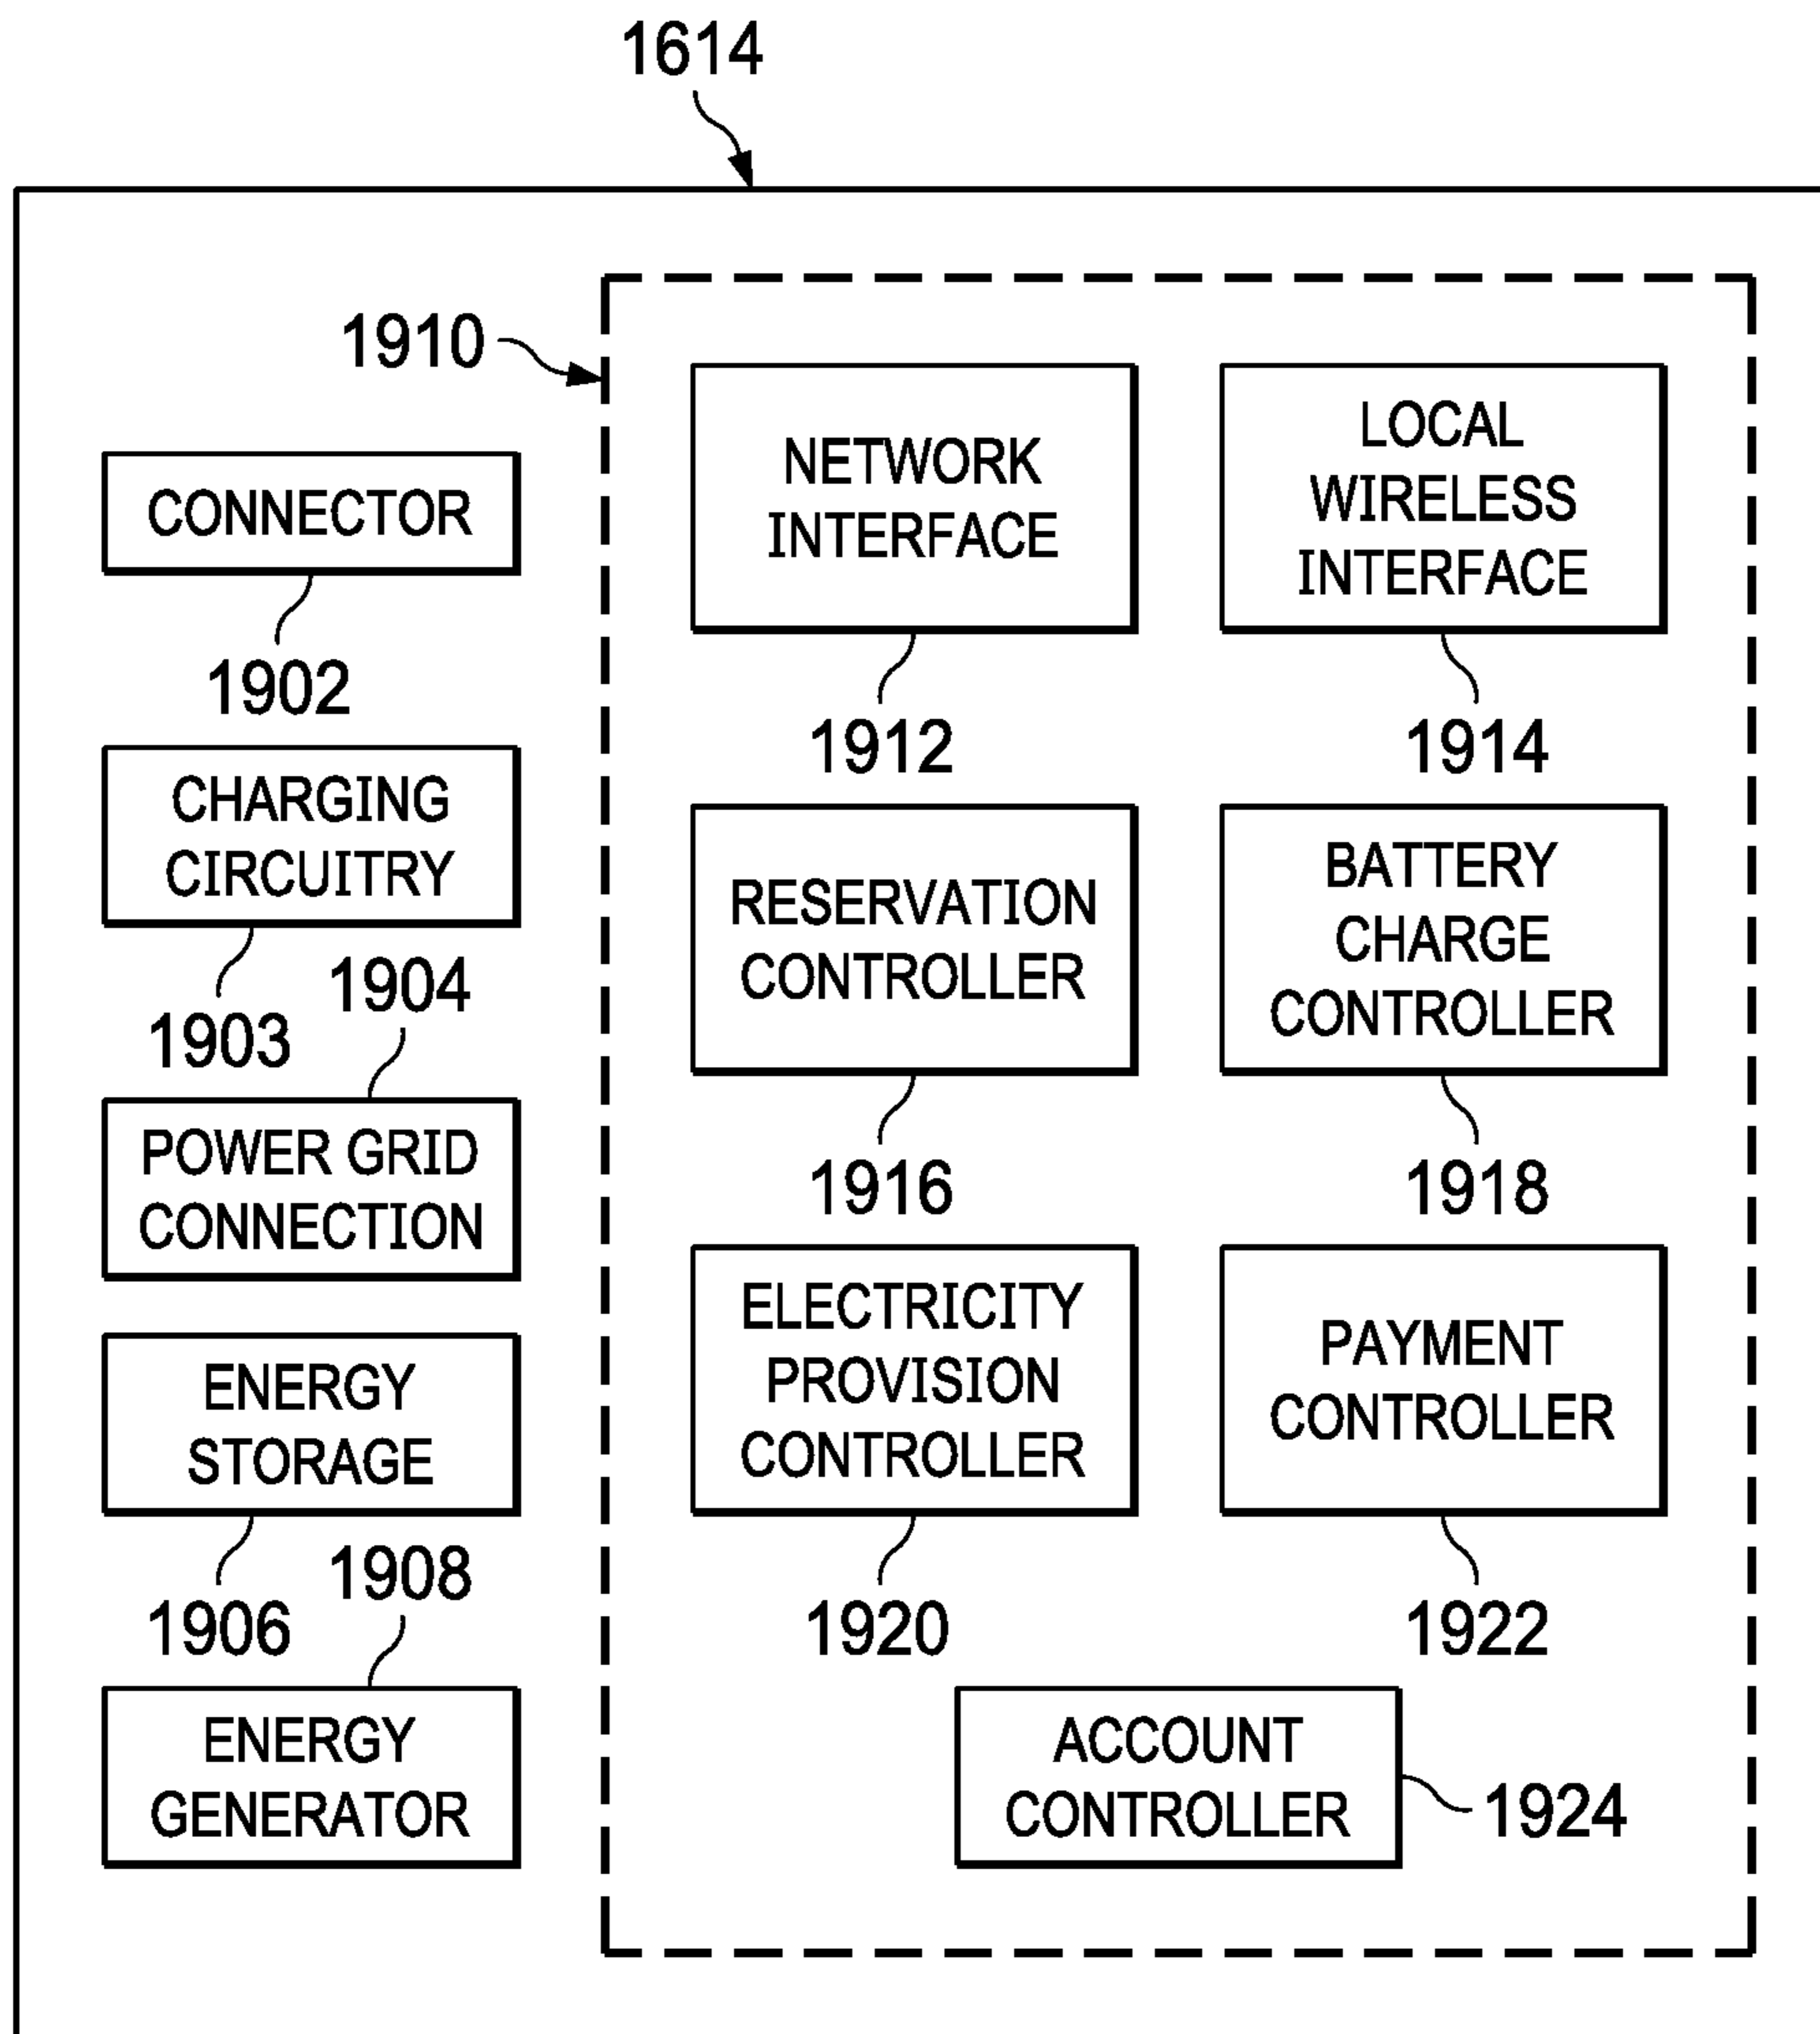 1614
1910
CONNECTOR
1902
CHARGING
CIRCUITRY
1903
1904
POWER GRID
CONNECTION
ENERGY
STORAGE
1906
1908
ENERGY
GENERATOR
NETWORK
INTERFACE
1912
LOCAL
WIRELESS
INTERFACE
1914
RESERVATION
CONTROLLER
1916
BATTERY
CHARGE
CONTROLLER
1918
ELECTRICITY
PROVISION
CONTROLLER
1920
PAYMENT
CONTROLLER
1922
ACCOUNT
CONTROLLER
1924